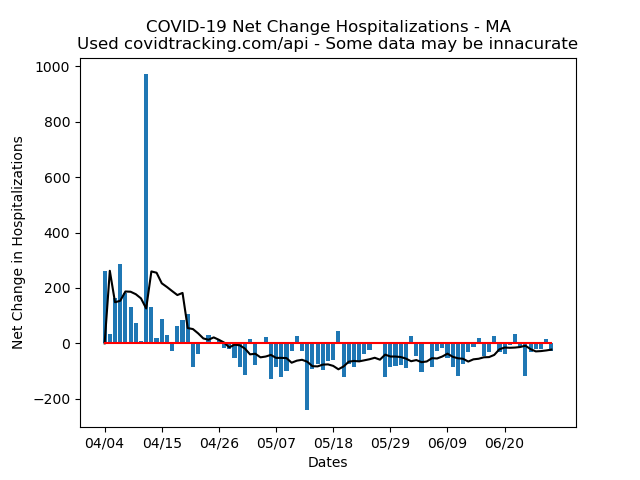 COVID-19 Net Change Hospitalizations - MA
Used covidtracking.com/api - Some data may be innacurate
1000
800
600
400
200
0
−200
Net Change in Hospitalizations
04/04 04/15 04/26 05/07 05/18 05/29 06/09 06/20
Dates